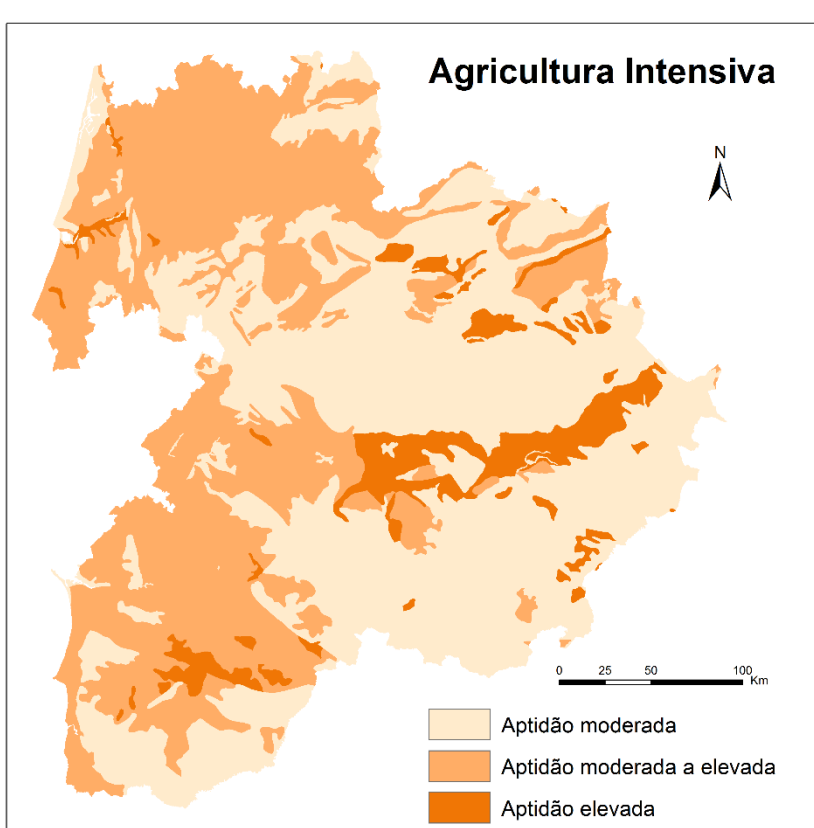 Agricultura Intensiva
N
0 25 50 100
Km
Aptidão moderada
Aptidão moderada a elevada
Aptidão elevada